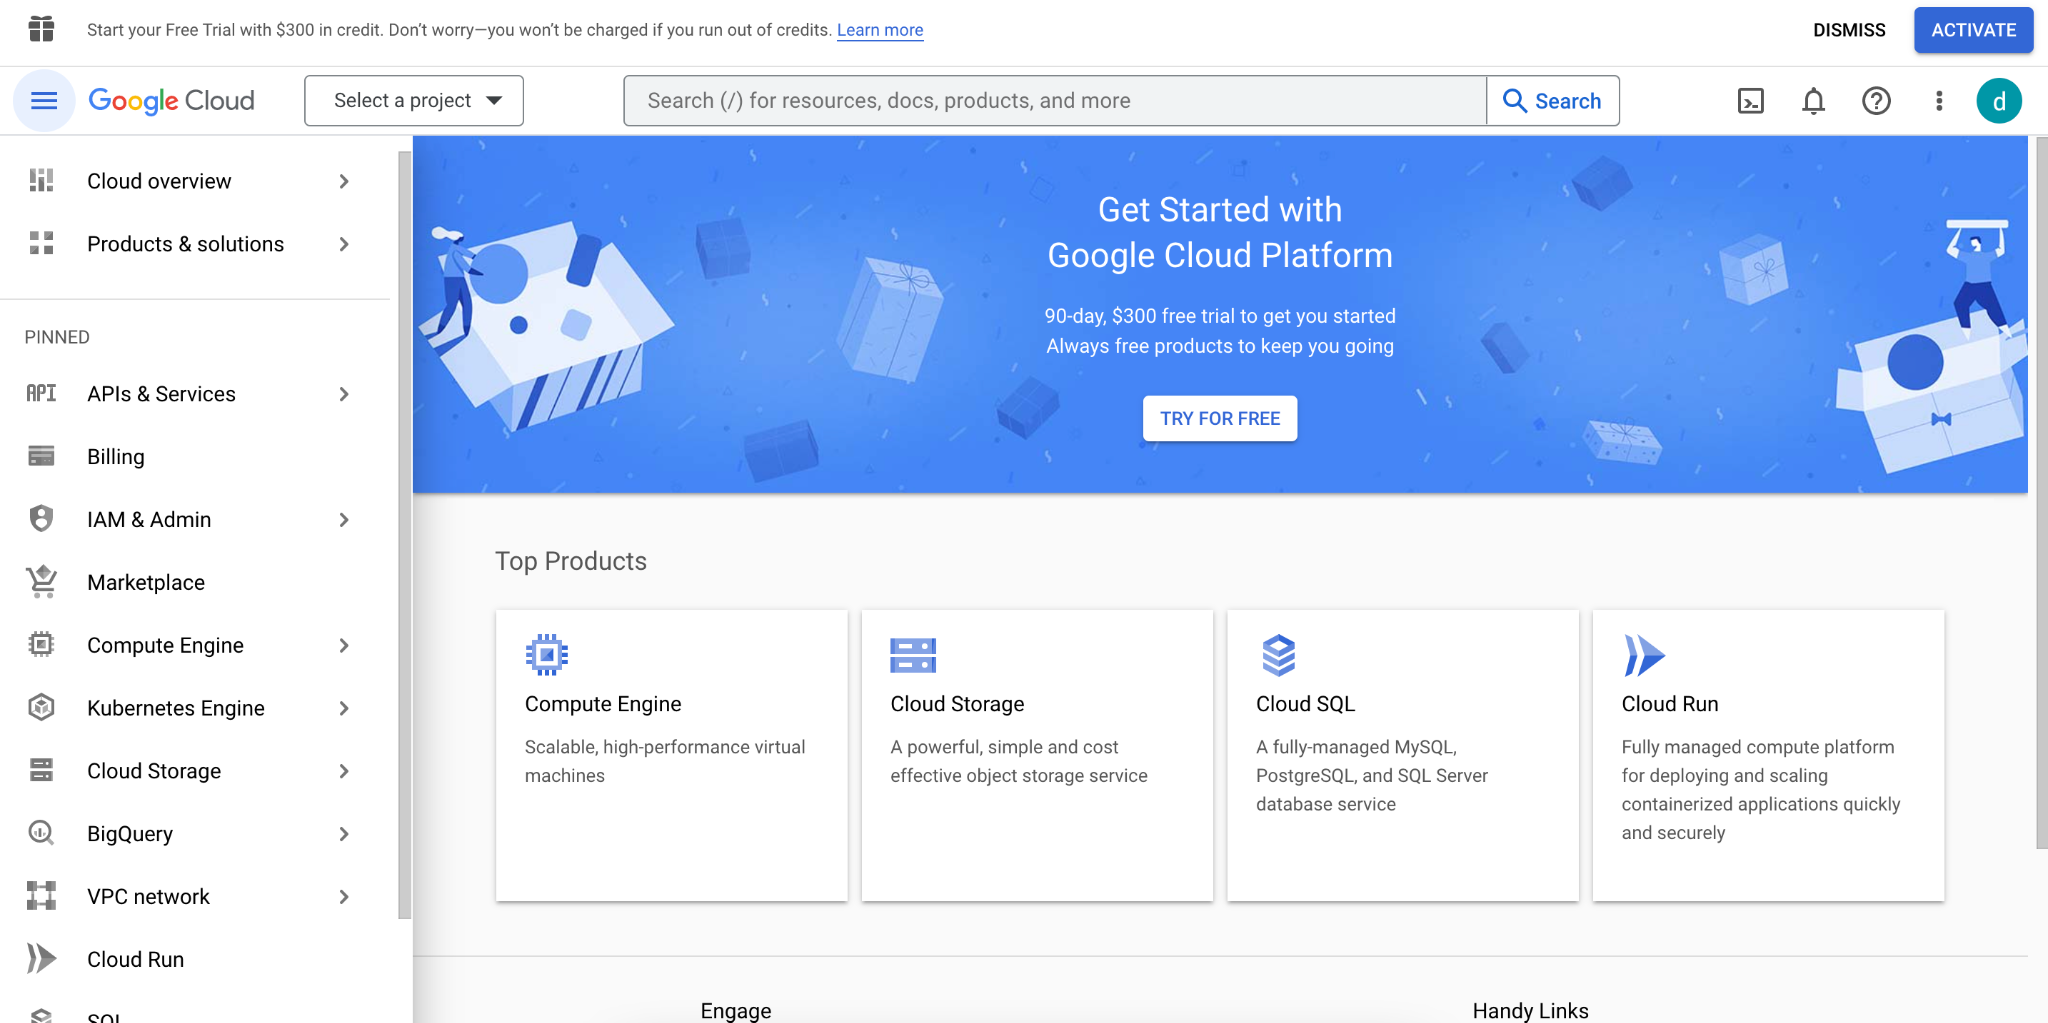 Start your Free Trial with $300 in credit. Don't worry—you won't be charged if you run out of credits. Learn more
DISMISS
ACTIVATE
Google Cloud
Select a project
Search (/) for resources, docs, products, and more
Search
d
Cloud overview
Products & solutions
PINNED
API
APIs & Services
Billing
IAM & Admin
Marketplace
Compute Engine
Kubernetes Engine
Cloud Storage
BigQuery
VPC network
Cloud Run
SQL
Get Started with
Google Cloud Platform
90-day, $300 free trial to get you started
Always free products to keep you going
TRY FOR FREE
Top Products
Compute Engine
Scalable, high-performance virtual
machines
Cloud Storage
A powerful, simple and cost
effective object storage service
Cloud SQL
A fully-managed MySQL,
PostgreSQL, and SQL Server
database service
Cloud Run
Fully managed compute platform
for deploying and scaling
containerized applications quickly
and securely
Engage
Handy Links